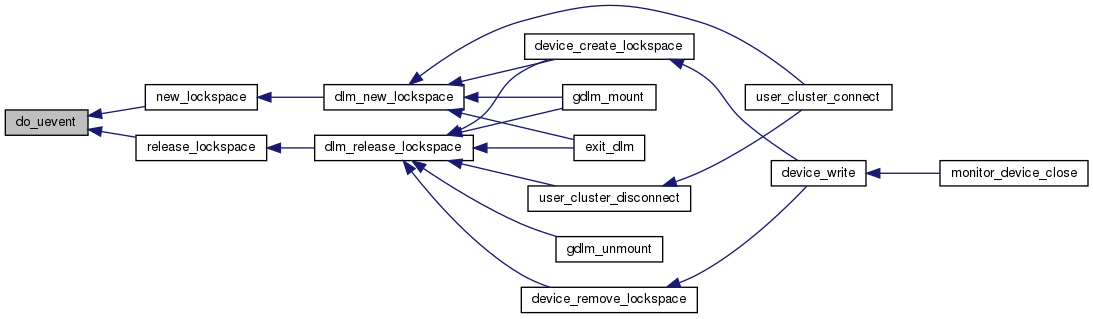 do_uevent
new_lockspace
release_lockspace
dlm_new_lockspace
dlm_release_lockspace
device_create_lockspace
gdlm_mount
exit_dlm
user_cluster_disconnect
gdlm_unmount
device_remove_lockspace
user_cluster_connect
device_write
monitor_device_close